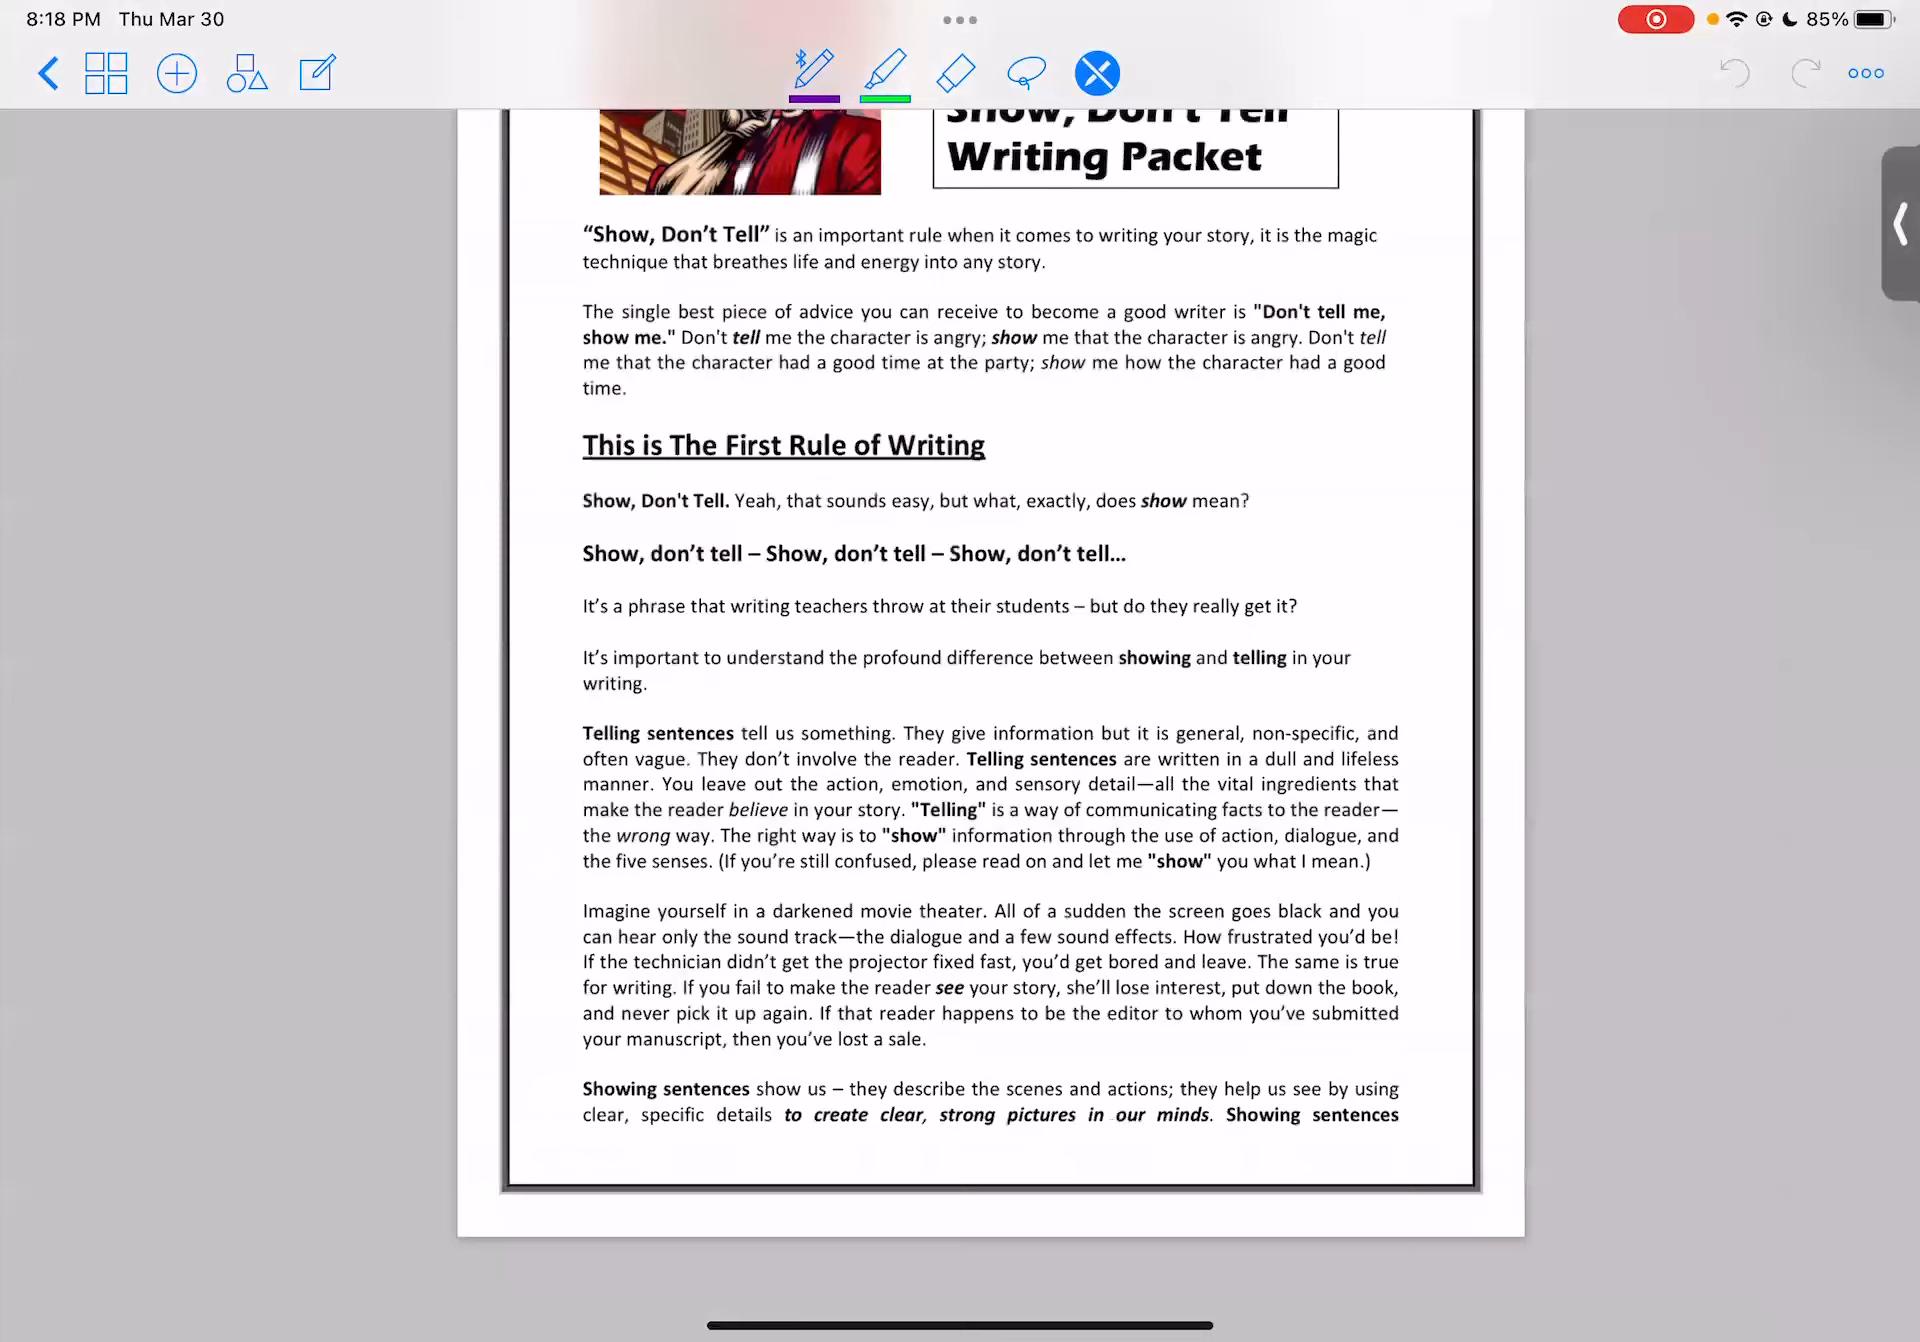 8:18 PM Thu Mar 30
85%
Show, Don't Tell
Writing Packet
“Show, Don’t Tell” is an important rule when it comes to writing your story, it is the magic
technique that breathes life and energy into any story.
The single best piece of advice you can receive to become a good writer is "Don't tell me,
show me." Don't tell me the character is angry; show me that the character is angry. Don't tell
me that the character had a good time at the party; show me how the character had a good
time.
This is The First Rule of Writing
Show, Don't Tell. Yeah, that sounds easy, but what, exactly, does show mean?
Show, don’t tell – Show, don’t tell – Show, don’t tell…
It’s a phrase that writing teachers throw at their students – but do they really get it?
It’s important to understand the profound difference between showing and telling in your
writing.
Telling sentences tell us something. They give information but it is general, non-specific, and
often vague. They don’t involve the reader. Telling sentences are written in a dull and lifeless
manner. You leave out the action, emotion, and sensory detail—all the vital ingredients that
make the reader believe in your story. "Telling" is a way of communicating facts to the reader—
the wrong way. The right way is to "show" information through the use of action, dialogue, and
the five senses. (If you’re still confused, please read on and let me "show" you what I mean.)
Imagine yourself in a darkened movie theater. All of a sudden the screen goes black and you
can hear only the sound track—the dialogue and a few sound effects. How frustrated you’d be!
If the technician didn’t get the projector fixed fast, you’d get bored and leave. The same is true
for writing. If you fail to make the reader see your story, she’ll lose interest, put down the book,
and never pick it up again. If that reader happens to be the editor to whom you’ve submitted
your manuscript, then you’ve lost a sale.
Showing sentences show us – they describe the scenes and actions; they help us see by using
clear, specific details to create clear, strong pictures in our minds. Showing sentences